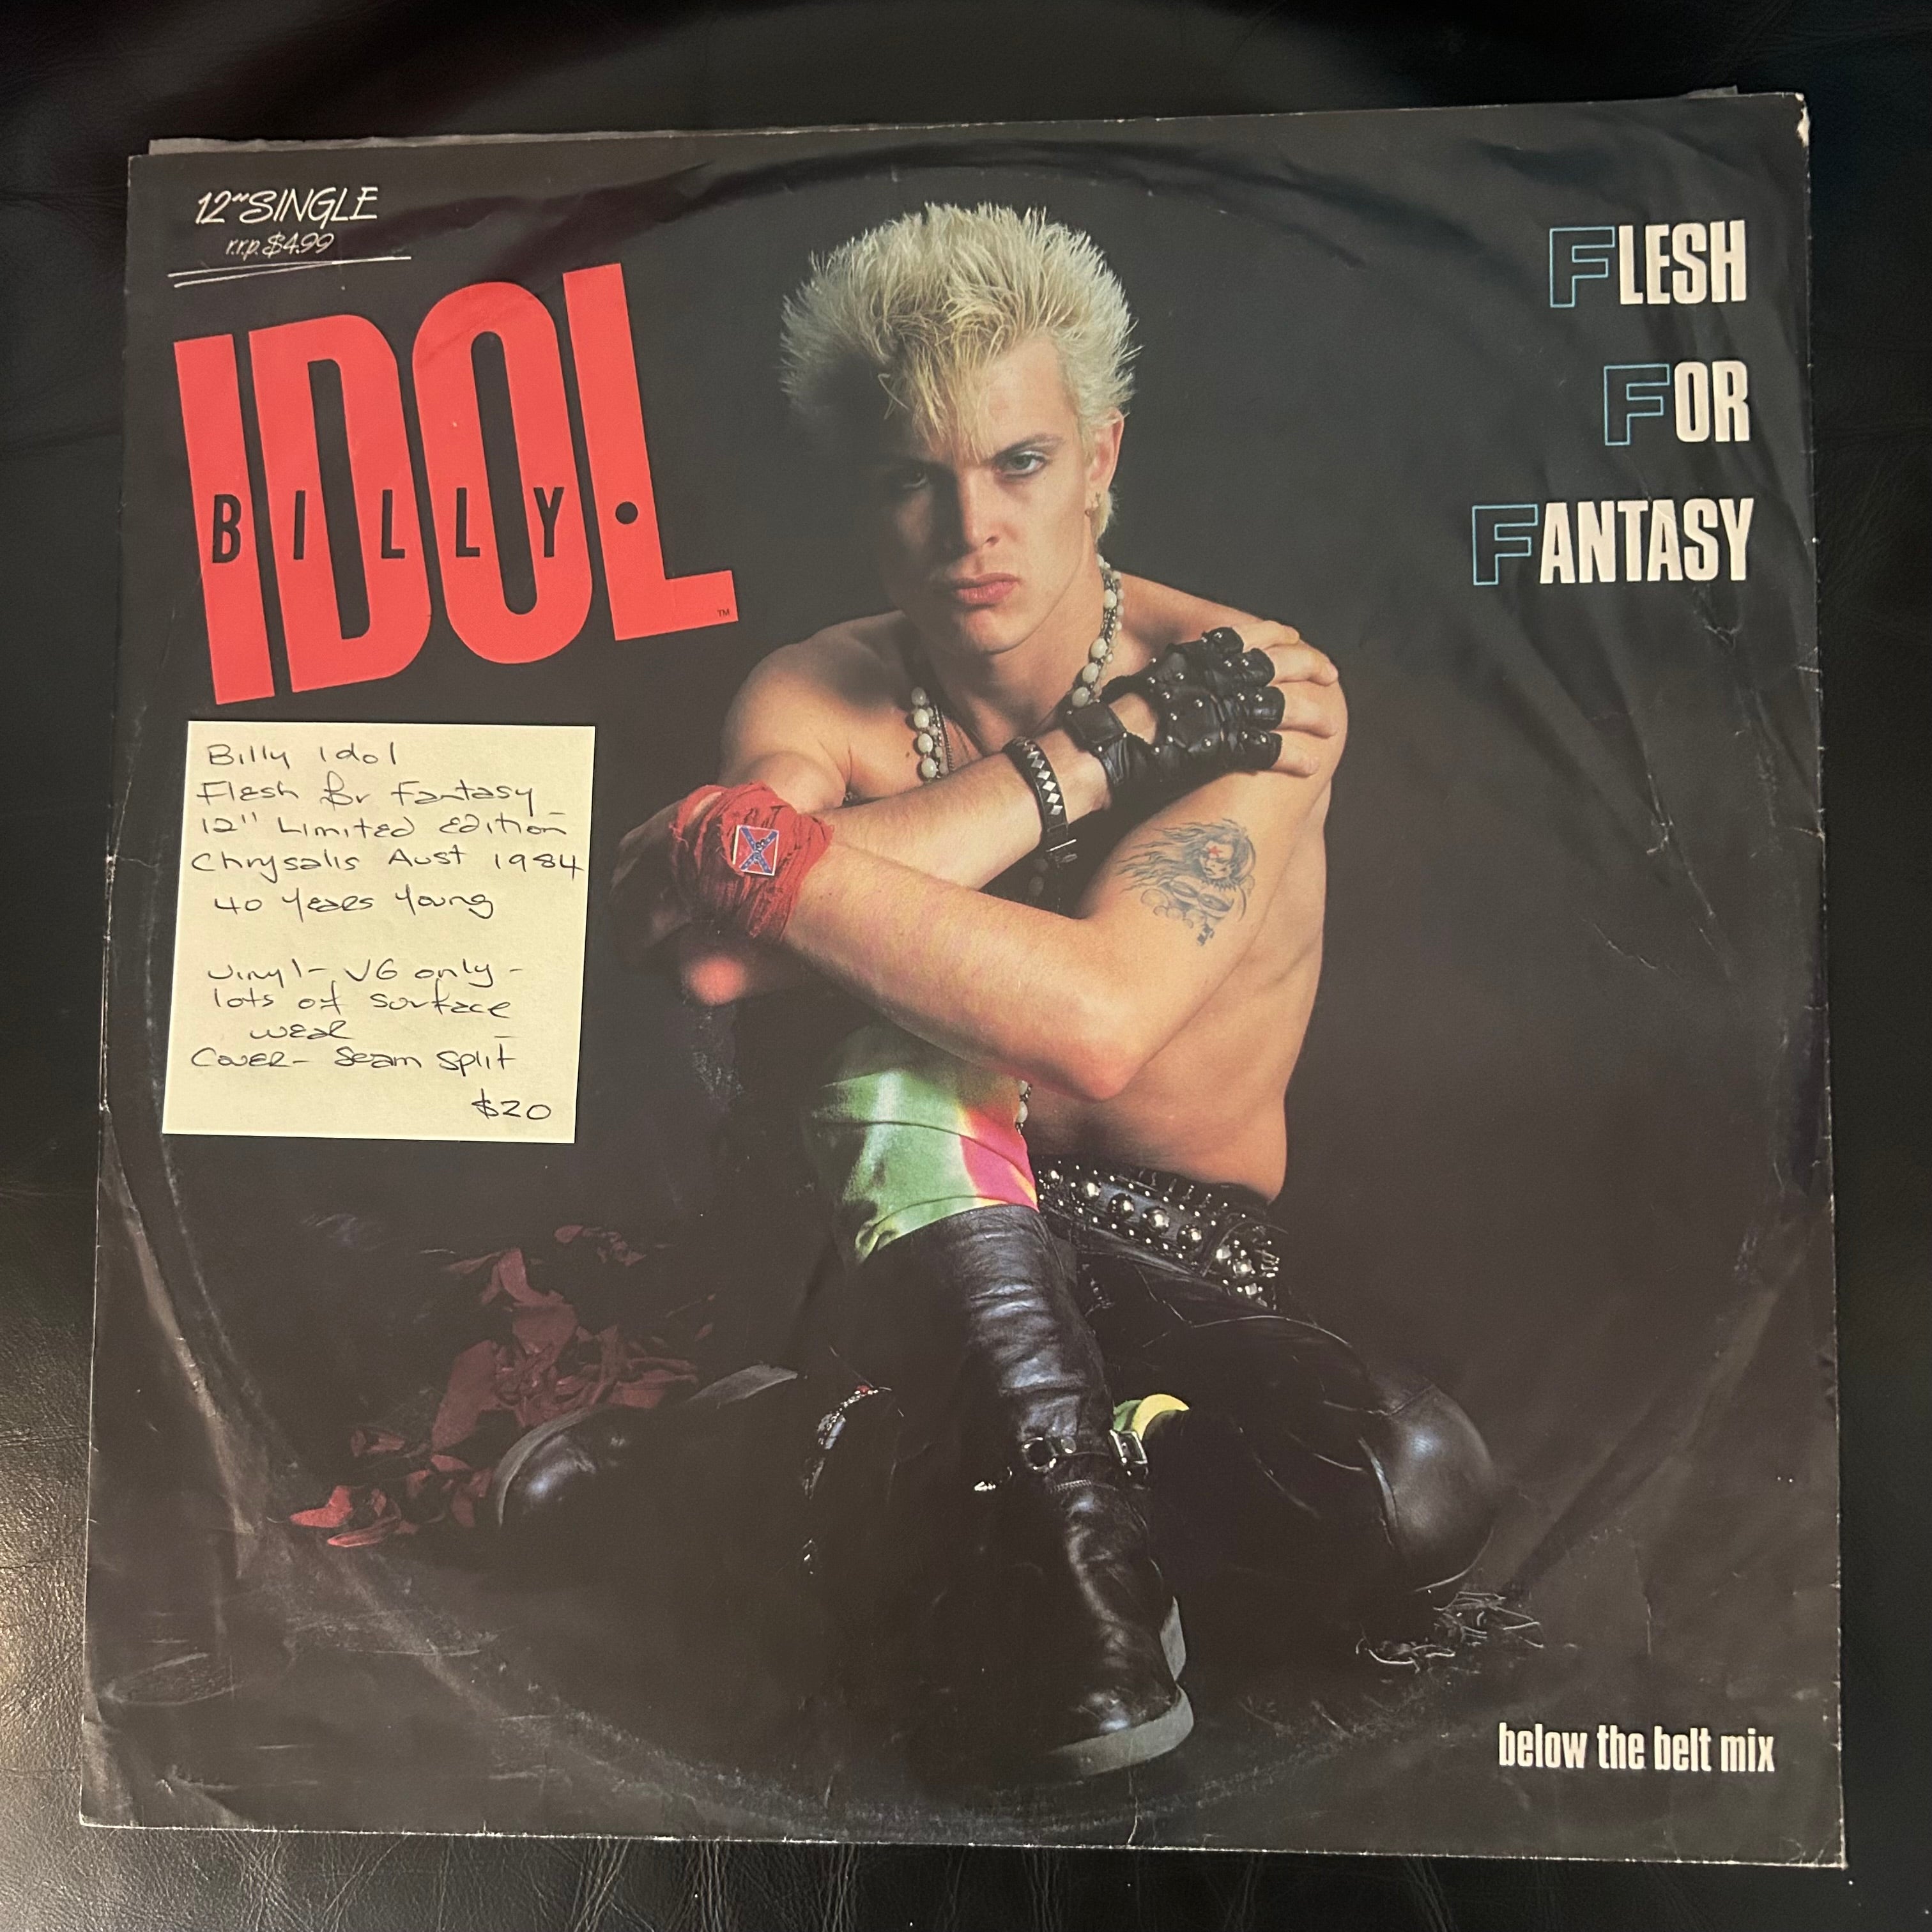 12" SINGLE
r.r.p. $4.99
IDOL
BILLY.
TM
FLESH
FOR
FANTASY
Billy Idol
Flesh for Fantasy
12" Limited Edition
Chrysalis Aust 1984
40 Years Young
Vinyl - VG only -
lots of surface
wear
Cover - Seam Split
$20
below the belt mix